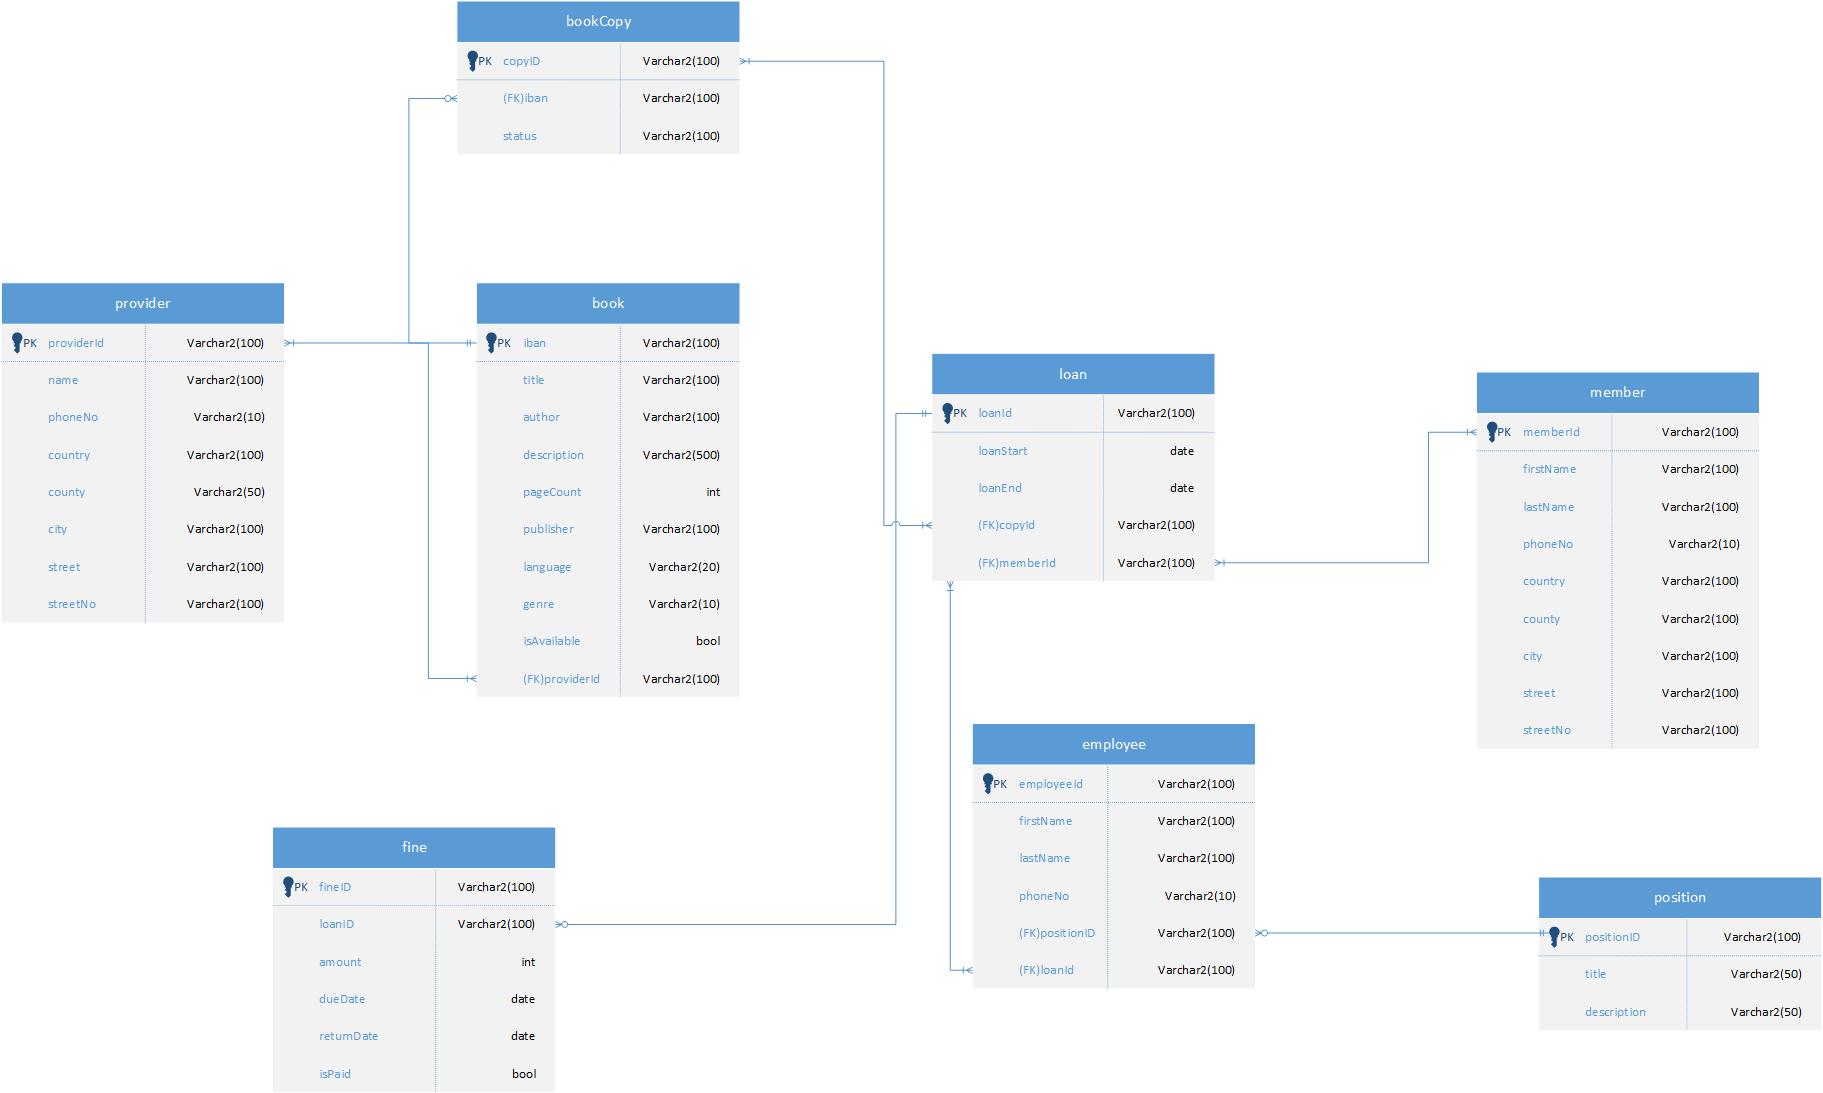 bookCopy
PK copyID Varchar2(100)
(FK)iban Varchar2(100)
status Varchar2(100)
provider
PK providerId Varchar2(100)
name Varchar2(100)
phoneNo Varchar2(10)
country Varchar2(100)
county Varchar2(50)
city Varchar2(100)
street Varchar2(100)
streetNo Varchar2(100)
book
PK iban Varchar2(100)
title Varchar2(100)
author Varchar2(100)
description Varchar2(500)
pageCount int
publisher Varchar2(100)
language Varchar2(20)
genre Varchar2(10)
isAvailable bool
(FK)providerId Varchar2(100)
loan
PK loanId Varchar2(100)
loanStart date
loanEnd date
(FK)copyId Varchar2(100)
(FK)memberId Varchar2(100)
member
PK memberId Varchar2(100)
firstName Varchar2(100)
lastName Varchar2(100)
phoneNo Varchar2(10)
country Varchar2(100)
county Varchar2(100)
city Varchar2(100)
street Varchar2(100)
streetNo Varchar2(100)
employee
PK employeeId Varchar2(100)
firstName Varchar2(100)
lastName Varchar2(100)
phoneNo Varchar2(10)
(FK)positionID Varchar2(100)
(FK)loanId Varchar2(100)
fine
PK fineID Varchar2(100)
loanID Varchar2(100)
amount int
dueDate date
returnDate date
isPaid bool
position
PK positionID Varchar2(100)
title Varchar2(50)
description Varchar2(50)